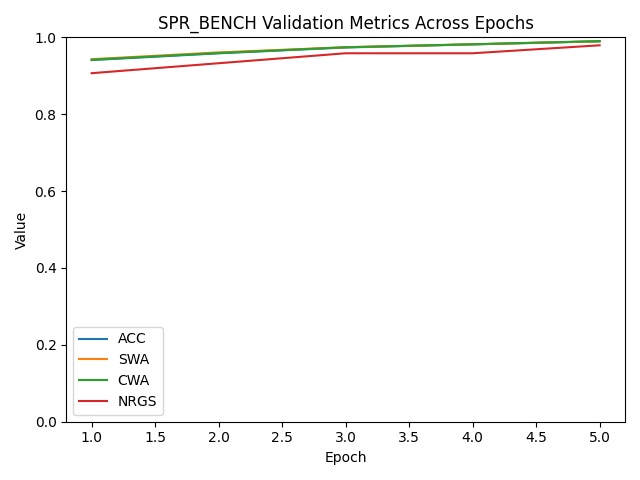 SPR_BENCH Validation Metrics Across Epochs
1.0
0.8
0.6
0.4
0.2
0.0
Value
ACC
SWA
CWA
NRGS
1.0 1.5 2.0 2.5 3.0 3.5 4.0 4.5 5.0
Epoch